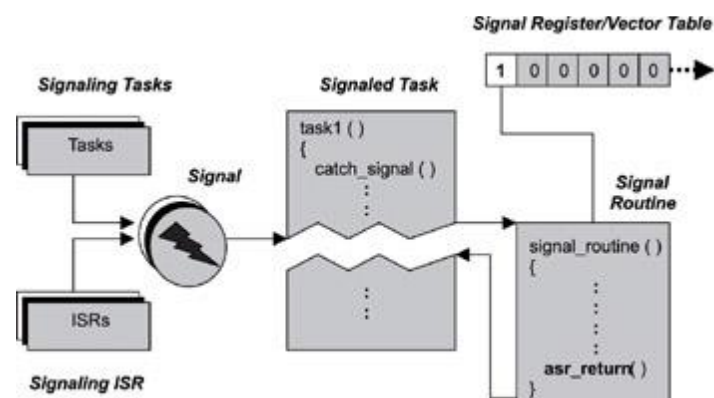 Signal Register/Vector Table
1 0 0 0 0 0
Signaling Tasks
Signaled Task
Tasks
task1 ( )
{
catch_signal ( )
Signal
Signal
Routine
signal_routine ( )
{
ISRs
asr_return( )
}
Signaling ISR